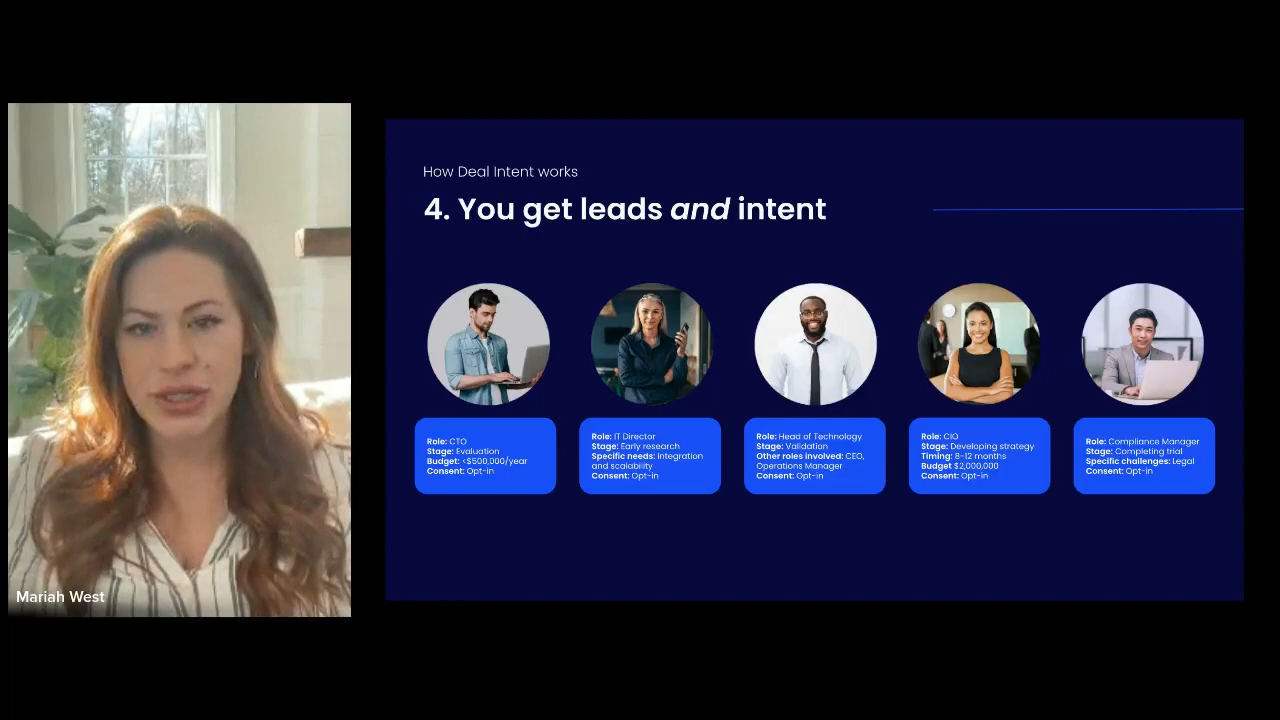 How Deal Intent works
4. You get leads and intent
Role: CTO
Stage: Evaluation
Budget: <$500,000/year
Consent: Opt-in
Role: IT Director
Stage: Early research
Specific needs: Integration
and scalability
Consent: Opt-in
Role: Head of Technology
Stage: Validation
Other roles involved: CEO,
Operations Manager
Consent: Opt-in
Role: CIO
Stage: Developing strategy
Timing: 8-12 months
Budget $2,000,000
Consent: Opt-in
Role: Compliance Manager
Stage: Completing trial
Specific challenges: Legal
Consent: Opt-in
Mariah West